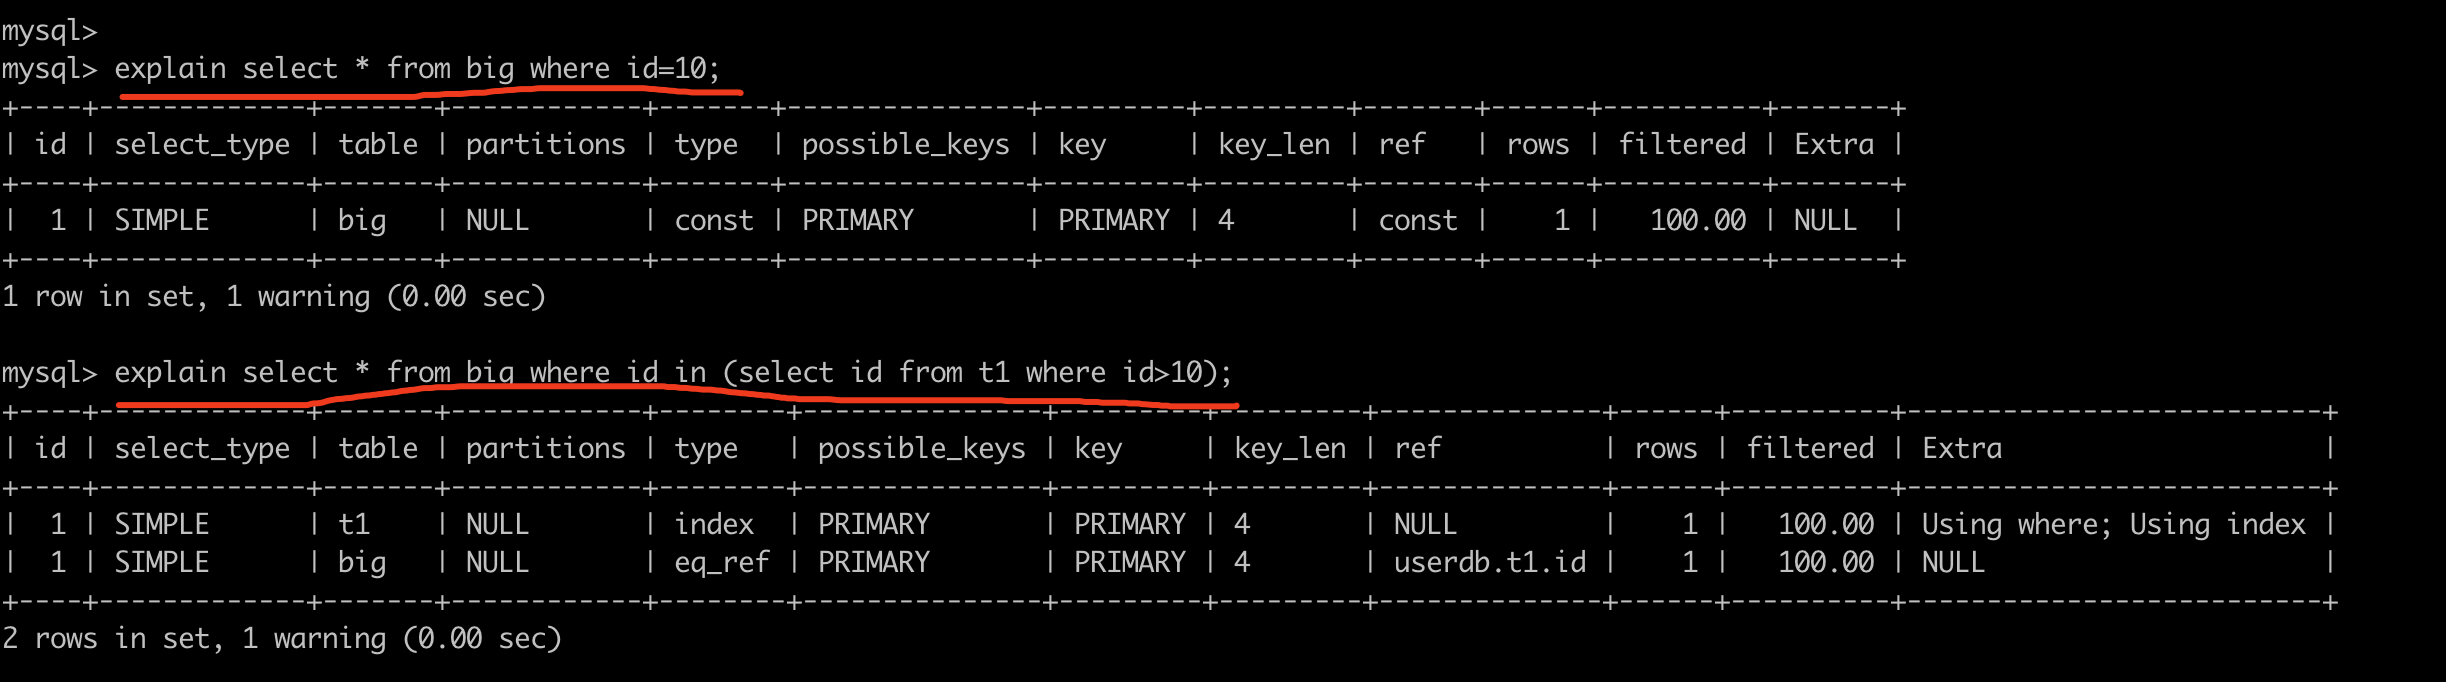 mysql>
mysql> explain select * from big where id=10;
+----+-------------+-------+------------+-------+---------------+---------+---------+-------+------+----------+-------+
| id | select_type | table | partitions | type  | possible_keys | key     | key_len | ref   | rows | filtered | Extra |
+----+-------------+-------+------------+-------+---------------+---------+---------+-------+------+----------+-------+
|  1 | SIMPLE      | big   | NULL       | const | PRIMARY       | PRIMARY | 4       | const |    1 |   100.00 | NULL  |
+----+-------------+-------+------------+-------+---------------+---------+---------+-------+------+----------+-------+
1 row in set, 1 warning (0.00 sec)
mysql> explain select * from big where id in (select id from t1 where id>10);
+----+-------------+-------+------------+--------+---------------+---------+---------+--------------+------+----------+--------------------------+
| id | select_type | table | partitions | type   | possible_keys | key     | key_len | ref          | rows | filtered | Extra                    |
+----+-------------+-------+------------+--------+---------------+---------+---------+--------------+------+----------+--------------------------+
|  1 | SIMPLE      | t1    | NULL       | index  | PRIMARY       | PRIMARY | 4       | NULL         |    1 |   100.00 | Using where; Using index |
|  1 | SIMPLE      | big   | NULL       | eq_ref | PRIMARY       | PRIMARY | 4       | userdb.t1.id |    1 |   100.00 | NULL                     |
+----+-------------+-------+------------+--------+---------------+---------+---------+--------------+------+----------+--------------------------+
2 rows in set, 1 warning (0.00 sec)